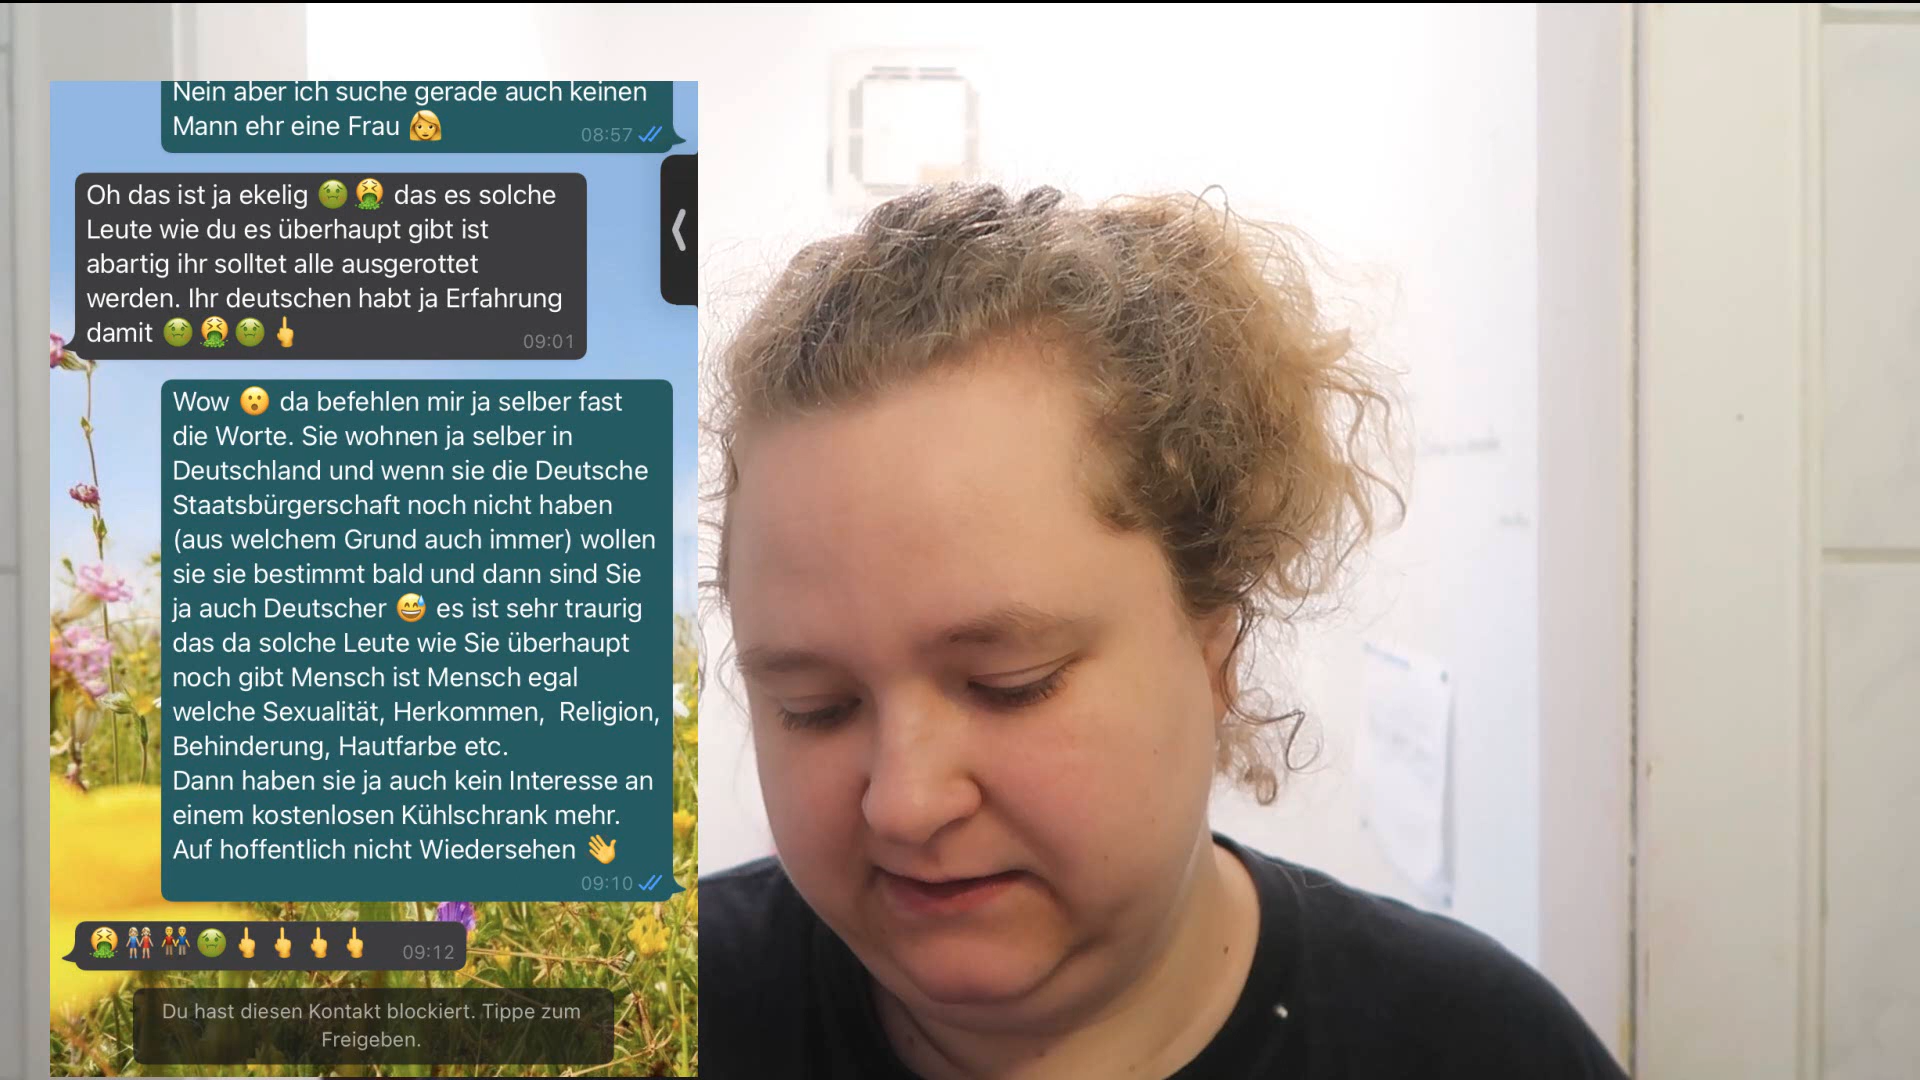 Nein aber ich suche gerade auch keinen
Mann ehr eine Frau 👩
08:57
Oh das ist ja ekelig 🤢🤮 das es solche
Leute wie du es überhaupt gibt ist
abartig ihr solltet alle ausgerottet
werden. Ihr deutschen habt ja Erfahrung
damit 🤢🤮🤢🖕
09:01
Wow 😮 da befehlen mir ja selber fast
die Worte. Sie wohnen ja selber in
Deutschland und wenn sie die Deutsche
Staatsbürgerschaft noch nicht haben
(aus welchem Grund auch immer) wollen
sie sie bestimmt bald und dann sind Sie
ja auch Deutscher 😅 es ist sehr traurig
das da solche Leute wie Sie überhaupt
noch gibt Mensch ist Mensch egal
welche Sexualität, Herkommen,  Religion,
Behinderung, Hautfarbe etc.
Dann haben sie ja auch kein Interesse an
einem kostenlosen Kühlschrank mehr.
Auf hoffentlich nicht Wiedersehen 👋
09:10
🤮👭👬🤢🖕🖕🖕🖕 09:12
Du hast diesen Kontakt blockiert. Tippe zum
Freigeben.